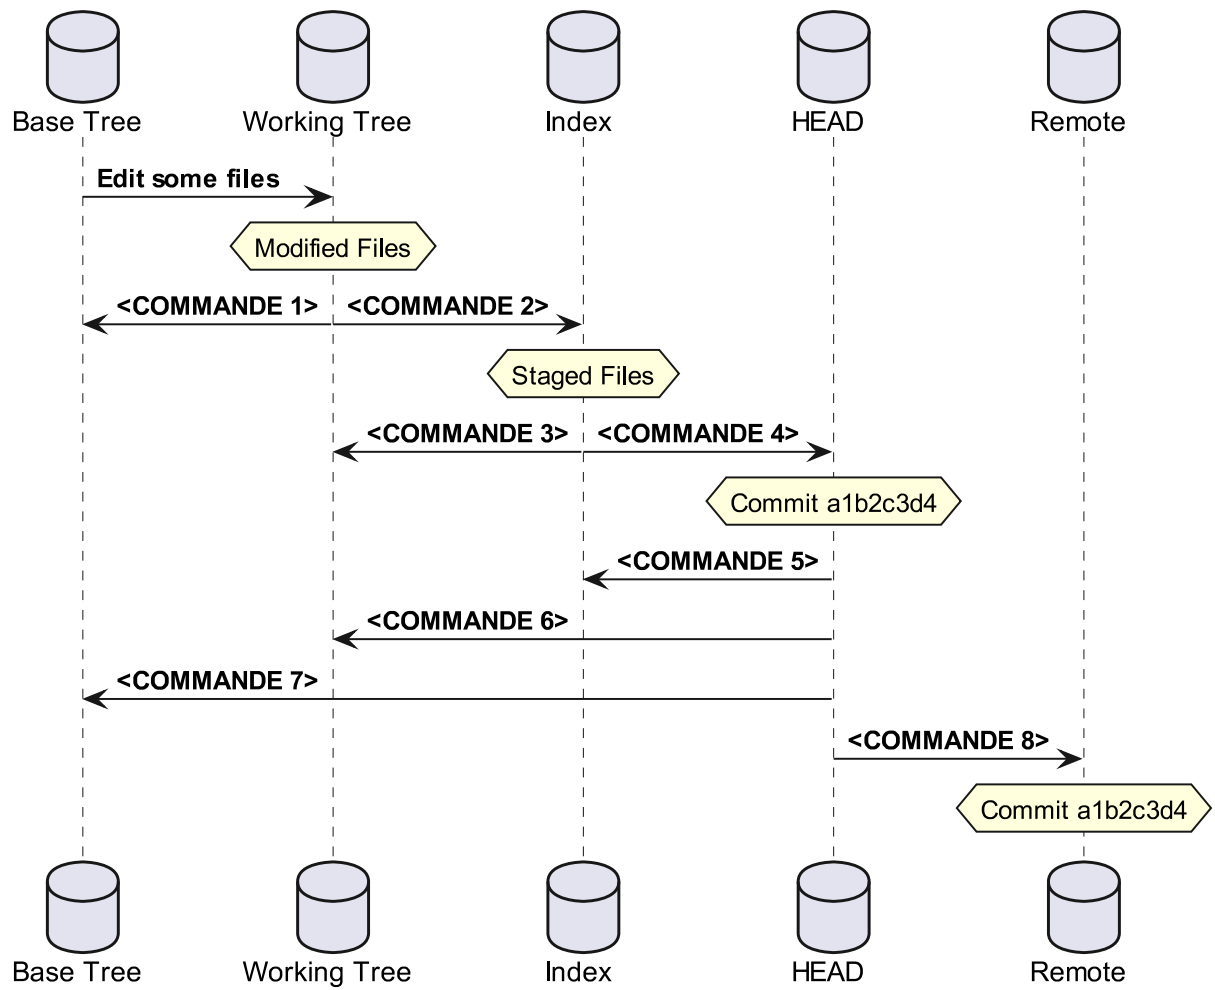 Base Tree
Working Tree
Index
HEAD
Remote
Edit some files
Modified Files
<COMMANDE 1>
<COMMANDE 2>
Staged Files
<COMMANDE 3>
<COMMANDE 4>
Commit a1b2c3d4
<COMMANDE 5>
<COMMANDE 6>
<COMMANDE 7>
<COMMANDE 8>
Commit a1b2c3d4
Base Tree
Working Tree
Index
HEAD
Remote